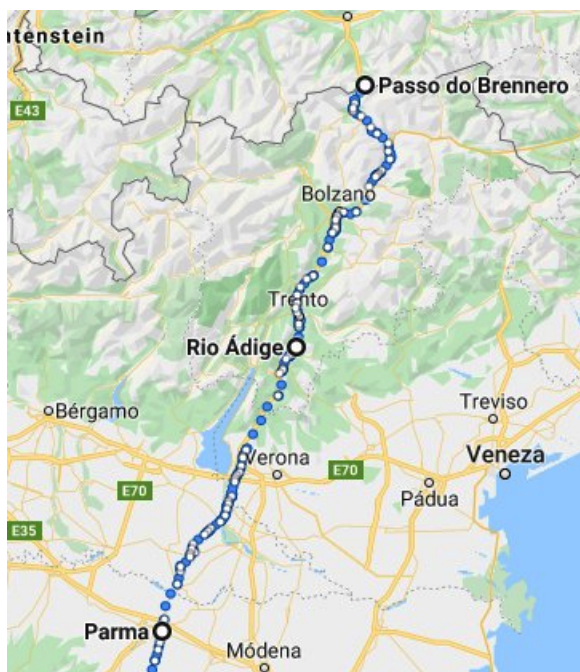 ntenstein
Passo do Brennero
E43
Bolzano
Trento
Rio Ádige
Bérgamo
Treviso
Verona
E70
Veneza
E70
Pádua
E35
Parma
Módena